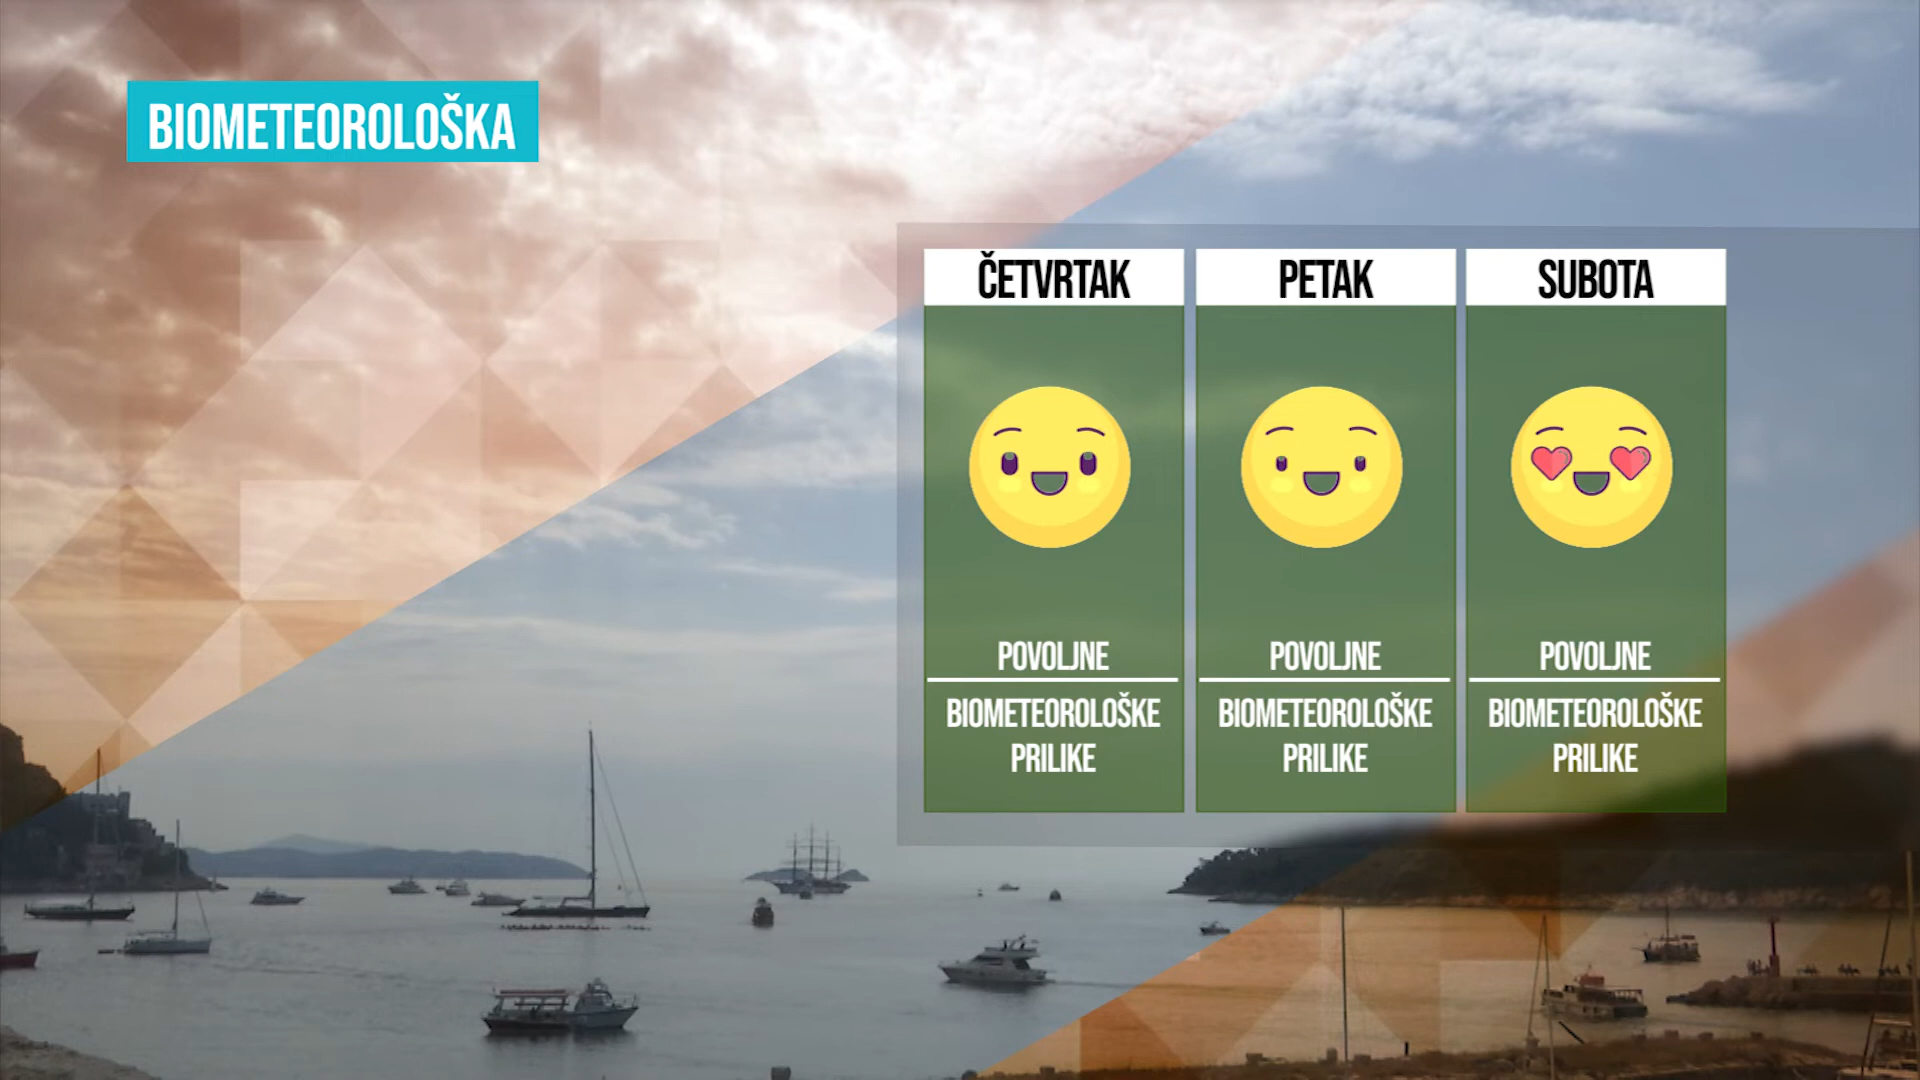 BIOMETEOROLOŠKA
ČETVRTAK
POVOLJNE
BIOMETEOROLOŠKE
PRILIKE
PETAK
POVOLJNE
BIOMETEOROLOŠKE
PRILIKE
SUBOTA
POVOLJNE
BIOMETEOROLOŠKE
PRILIKE